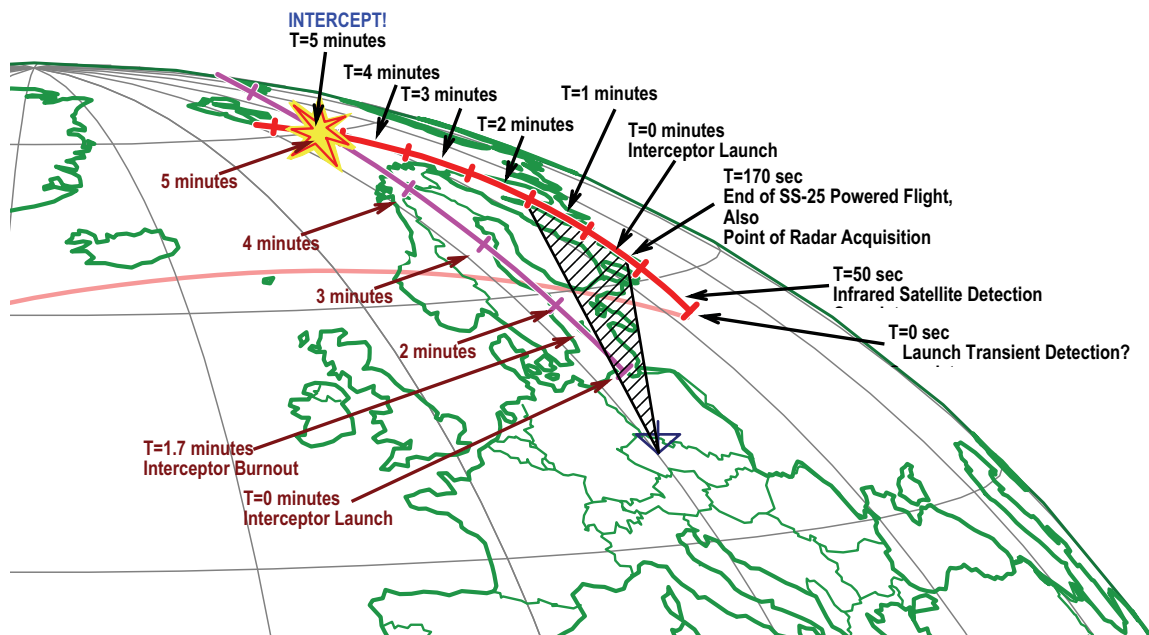 INTERCEPT!
T=5 minutes
T=4 minutes
T=3 minutes
T=2 minutes
T=1 minutes
T=0 minutes
Interceptor Launch
T=170 sec
End of SS-25 Powered Flight,
Also
Point of Radar Acquisition
T=50 sec
Infrared Satellite Detection
T=0 sec
Launch Transient Detection?
5 minutes
4 minutes
3 minutes
2 minutes
T=1.7 minutes
Interceptor Burnout
T=0 minutes
Interceptor Launch